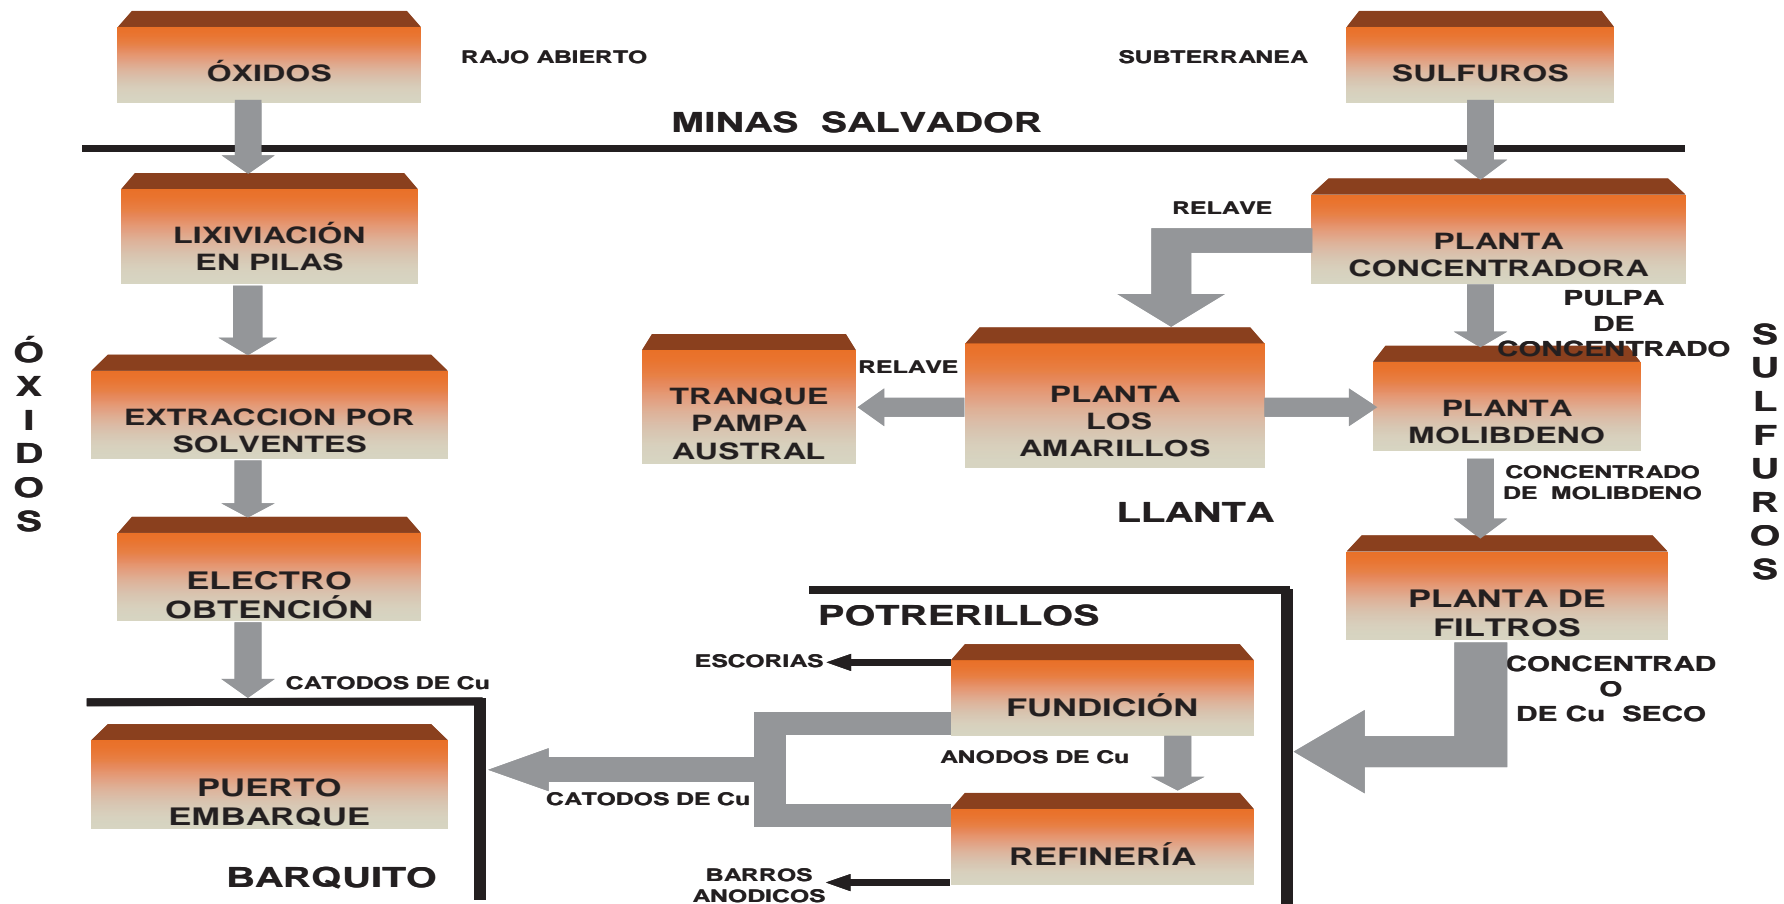 ÓXIDOS
RAJO ABIERTO
SUBTERRANEA
SULFUROS
MINAS SALVADOR
LIXIVIACIÓN
EN PILAS
RELAVE
PLANTA
CONCENTRADORA
PULPA
DE
CONCENTRADO
ÓXIDOS
SULFUROS
EXTRACCION POR
SOLVENTES
TRANQUE
PAMPA
AUSTRAL
RELAVE
PLANTA
LOS
AMARILLOS
PLANTA
MOLIBDENO
CONCENTRADO
DE MOLIBDENO
LLANTA
ELECTRO
OBTENCIÓN
PLANTA DE
FILTROS
POTRERILLOS
ESCORIAS
FUNDICIÓN
CONCENTRAD
O
DE Cu SECO
CATODOS DE Cu
ANODOS DE Cu
PUERTO
EMBARQUE
CATODOS DE Cu
REFINERÍA
BARQUITO
BARROS
ANODICOS